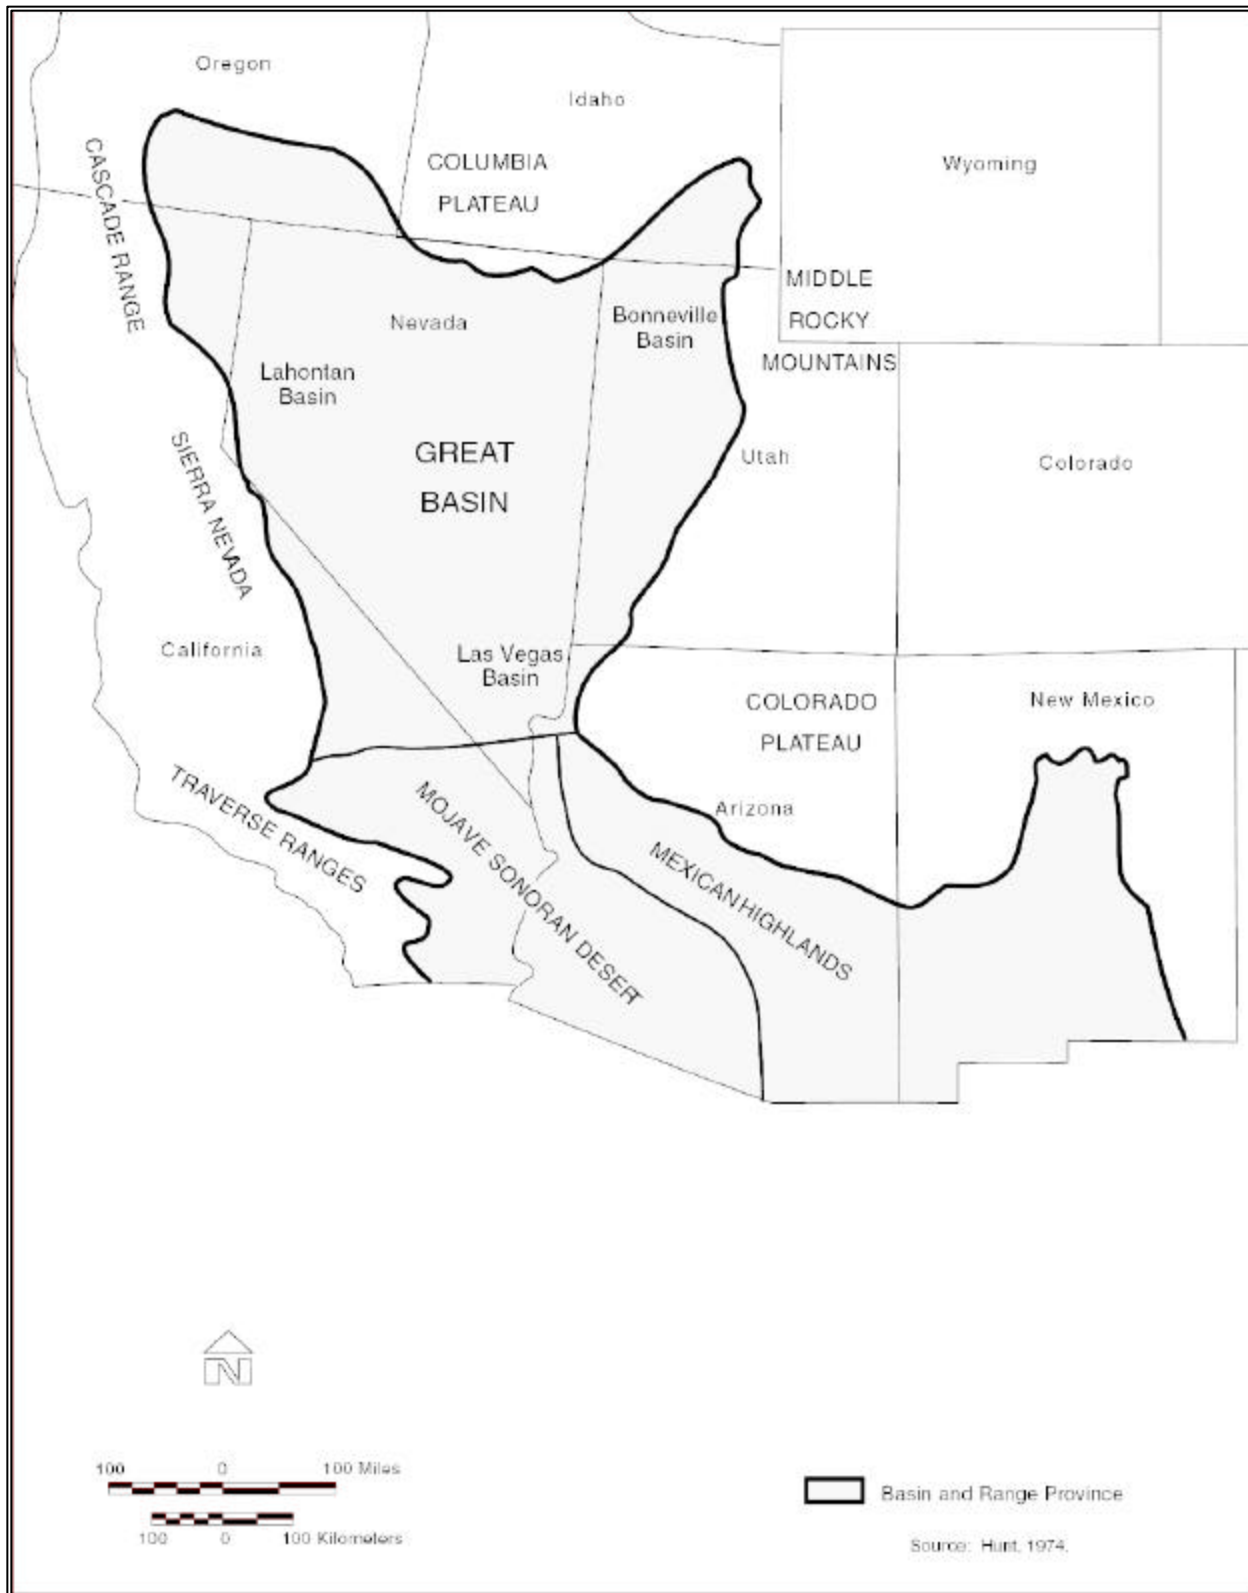 Oregon
Idaho
Wyoming
CASCADE RANGE
COLUMBIA
PLATEAU
MIDDLE
ROCKY
MOUNTAINS
Nevada
Bonneville
Basin
Lahontan
Basin
GREAT
BASIN
SIERRA NEVADA
Utah
Colorado
California
Las Vegas
Basin
COLORADO
PLATEAU
New Mexico
Arizona
TRAVERSE RANGES
MOJAVE SONORAN DESERT
MEXICAN HIGHLANDS
N
100 0 100 Miles
100 0 100 Kilometers
Basin and Range Province
Source: Hunt, 1974.